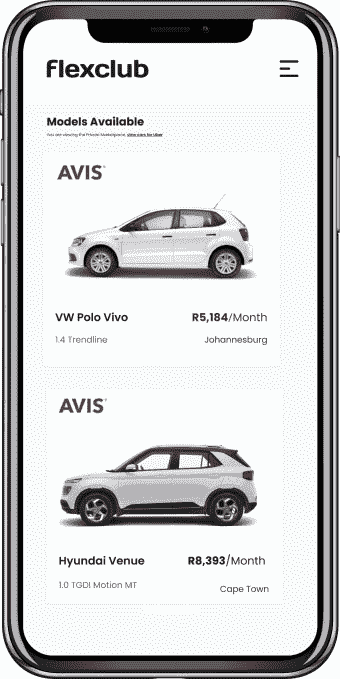 flexclub
Models Available
You are viewing the Private Marketplace, view cars for Uber
AVIS®
VW Polo Vivo R5,184/Month
1.4 Trendline Johannesburg
AVIS®
Hyundai Venue R8,393/Month
1.0 TGDI Motion MT Cape Town